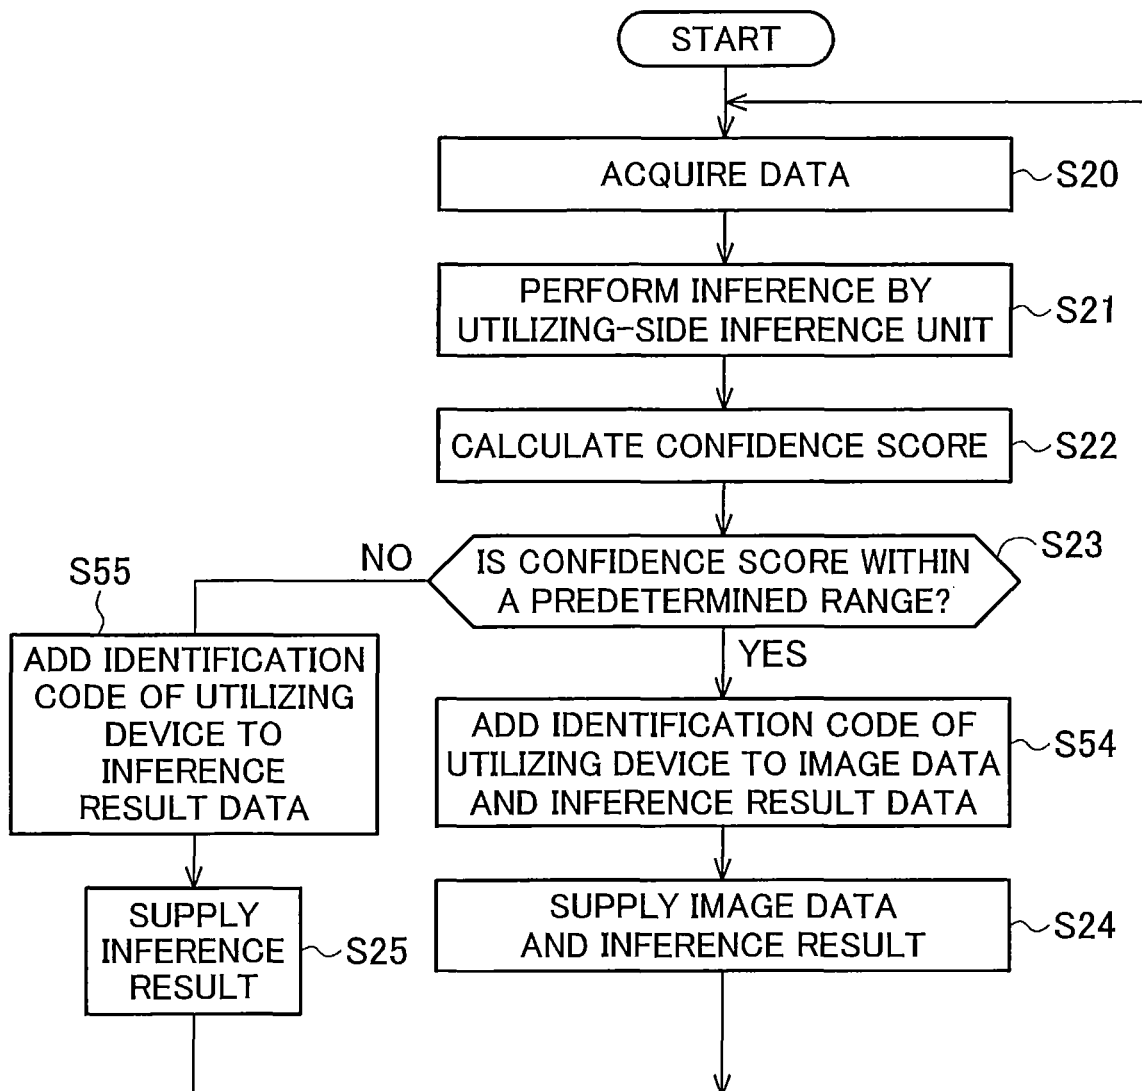 START
ACQUIRE DATA
S20
PERFORM INFERENCE BY
UTILIZING-SIDE INFERENCE UNIT
S21
CALCULATE CONFIDENCE SCORE
S22
IS CONFIDENCE SCORE WITHIN
A PREDETERMINED RANGE?
S23
NO
YES
S55
ADD IDENTIFICATION
CODE OF UTILIZING
DEVICE TO
INFERENCE
RESULT DATA
ADD IDENTIFICATION CODE OF
UTILIZING DEVICE TO IMAGE DATA
AND INFERENCE RESULT DATA
S54
SUPPLY
INFERENCE
RESULT
S25
SUPPLY IMAGE DATA
AND INFERENCE RESULT
S24